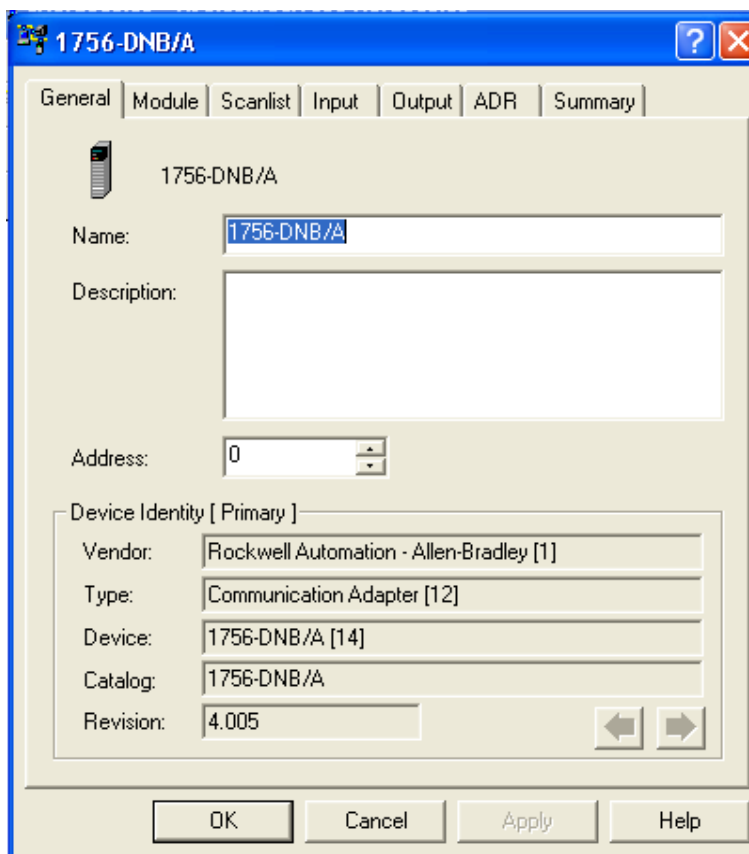 1756-DNB/A
General Module Scanlist Input Output ADR Summary
1756-DNB/A
Name: 1756-DNB/A
Description:
Address: 0
Device Identity [ Primary ]
Vendor: Rockwell Automation - Allen-Bradley [1]
Type: Communication Adapter [12]
Device: 1756-DNB/A [14]
Catalog: 1756-DNB/A
Revision: 4.005
OK Cancel Apply Help